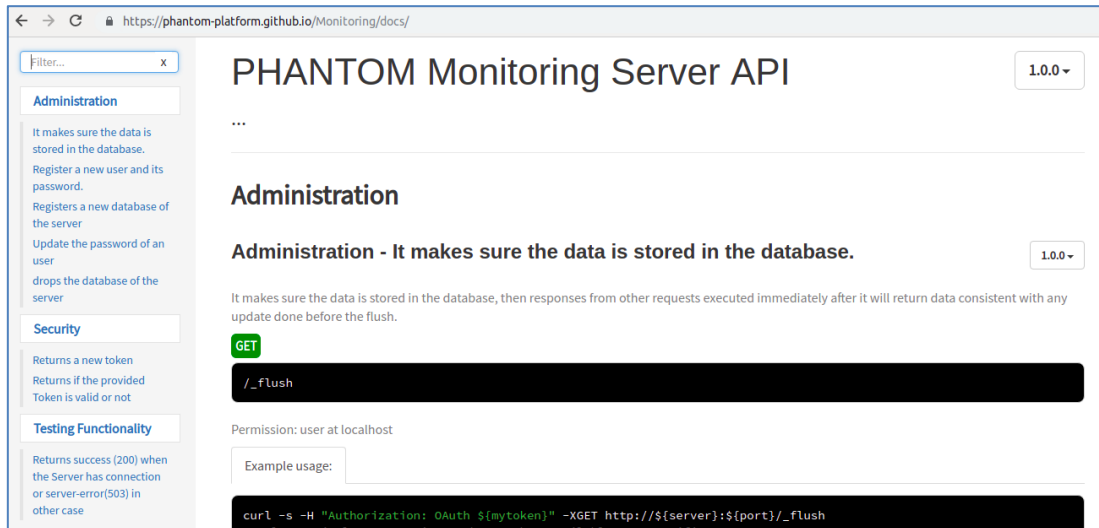 https://phantom-platform.github.io/Monitoring/docs/
Filter...
x
Administration
It makes sure the data is
stored in the database.
Register a new user and its
password.
Registers a new database of
the server
Update the password of an
user
drops the database of the
server
Security
Returns a new token
Returns if the provided
Token is valid or not
Testing Functionality
Returns success (200) when
the Server has connection
or server-error(503) in
other case
PHANTOM Monitoring Server API
1.0.0
...
Administration
Administration - It makes sure the data is stored in the database.
1.0.0
It makes sure the data is stored in the database, then responses from other requests executed immediately after it will return data consistent with any
update done before the flush.
GET
/_flush
Permission: user at localhost
Example usage:
curl -s -H "Authorization: OAuth ${mytoken}" -XGET http://${server}:${port}/_flush